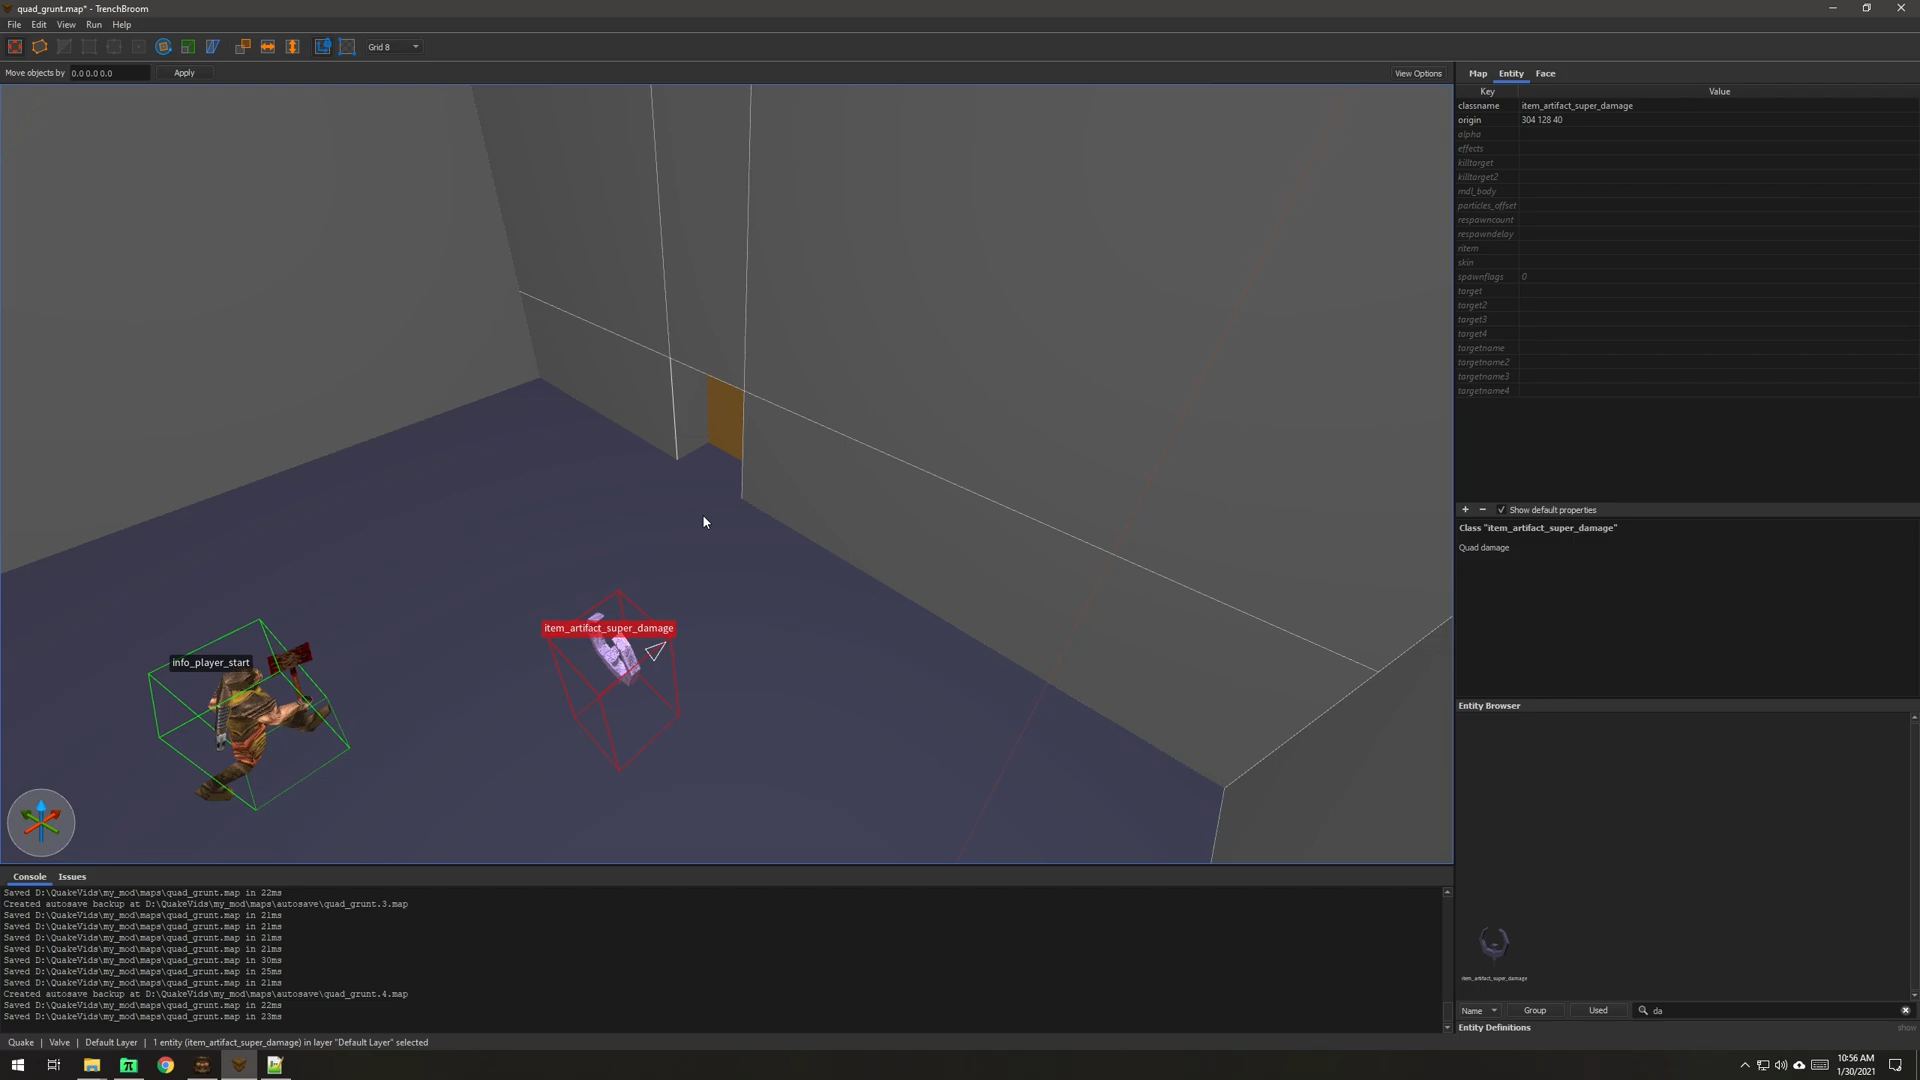 quad_grunt.map* - TrenchBroom
File Edit View Run Help
Grid 8
Move objects by 0.0 0.0 0.0 Apply View Options
Map Entity Face
Key Value
classname item_artifact_super_damage
origin 304 128 40
alpha
effects
killtarget
killtarget2
mdl_body
particles_offset
respawncount
respawndelay
ritem
skin
spawnflags 0
target
target2
target3
target4
targetname
targetname2
targetname3
targetname4
+ − Show default properties
Class "item_artifact_super_damage"
Quad damage
Entity Browser
item_artifact_super_damage
Name Group Used da
Entity Definitions show
item_artifact_super_damage
info_player_start
Console Issues
Saved D:\QuakeVids\my_mod\maps\quad_grunt.map in 22ms
Created autosave backup at D:\QuakeVids\my_mod\maps\autosave\quad_grunt.3.map
Saved D:\QuakeVids\my_mod\maps\quad_grunt.map in 21ms
Saved D:\QuakeVids\my_mod\maps\quad_grunt.map in 21ms
Saved D:\QuakeVids\my_mod\maps\quad_grunt.map in 21ms
Saved D:\QuakeVids\my_mod\maps\quad_grunt.map in 21ms
Saved D:\QuakeVids\my_mod\maps\quad_grunt.map in 30ms
Saved D:\QuakeVids\my_mod\maps\quad_grunt.map in 25ms
Saved D:\QuakeVids\my_mod\maps\quad_grunt.map in 21ms
Created autosave backup at D:\QuakeVids\my_mod\maps\autosave\quad_grunt.4.map
Saved D:\QuakeVids\my_mod\maps\quad_grunt.map in 22ms
Saved D:\QuakeVids\my_mod\maps\quad_grunt.map in 23ms
Quake | Valve | Default Layer | 1 entity (item_artifact_super_damage) in layer "Default Layer" selected
10:56 AM
1/30/2021